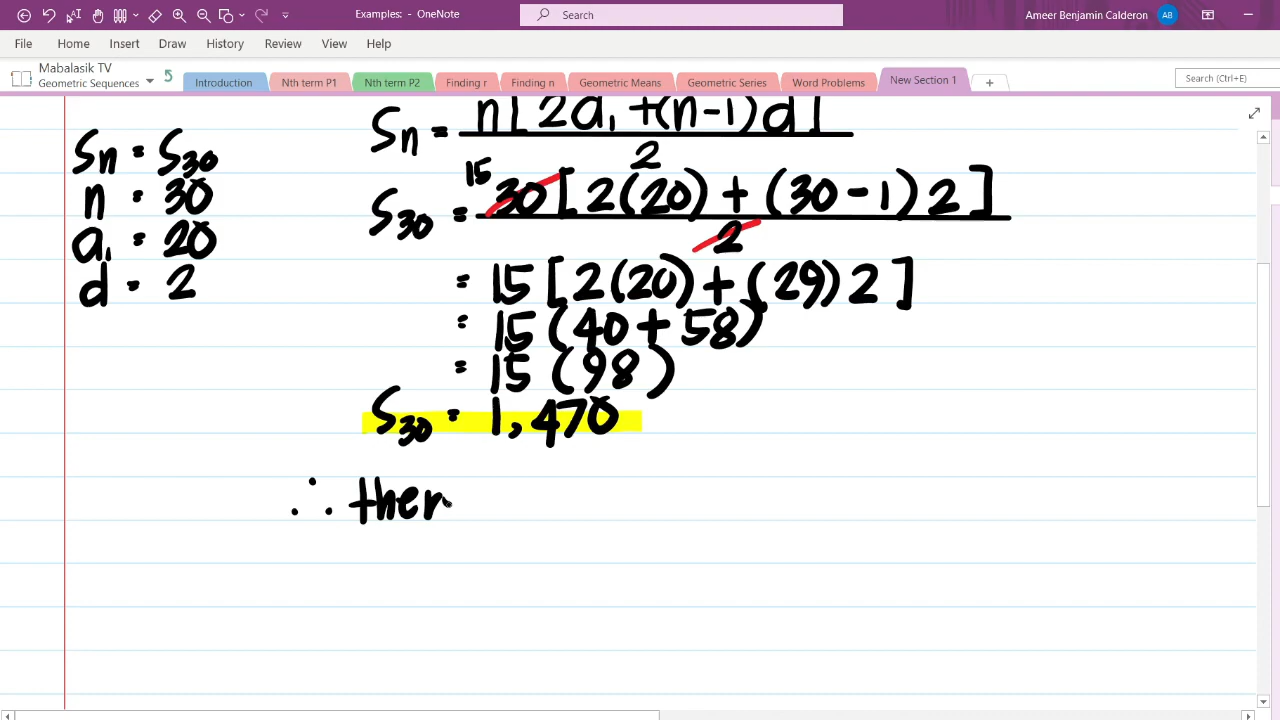 Examples: - OneNote
Search
Ameer Benjamin Calderon
AB
File Home Insert Draw History Review View Help
Mabalasik TV
Geometric Sequences
Introduction Nth term P1 Nth term P2 Finding r Finding n Geometric Means Geometric Series Word Problems New Section 1 +
Search (Ctrl+E)
Sn = n[2a₁+(n-1)d]
2
Sn = S30
n = 30
a₁ = 20
d = 2
15
S30 = 30[2(20)+(30-1)2]
2
= 15[2(20)+(29)2]
= 15(40+58)
= 15(98)
S30 = 1,470
∴ ther